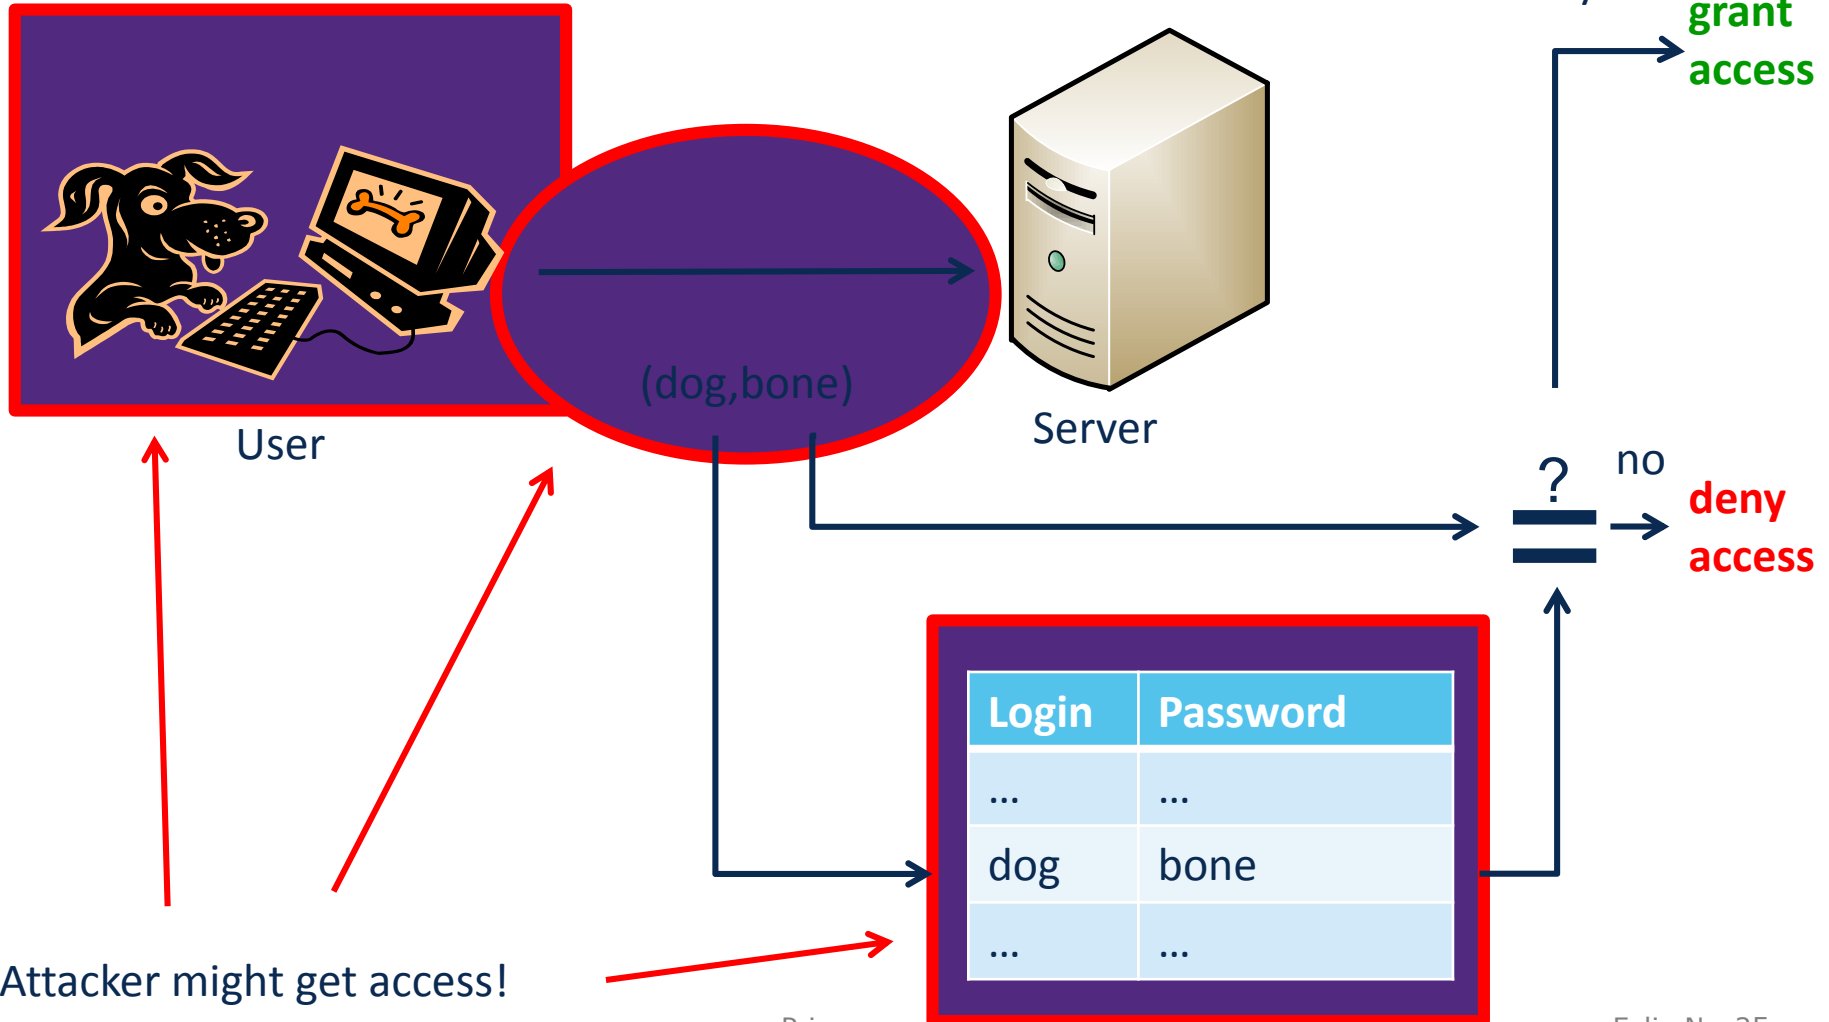 grant
access
(dog,bone)
User
Server
?
no
deny
access
Login Password
... ...
dog bone
... ...
Attacker might get access!